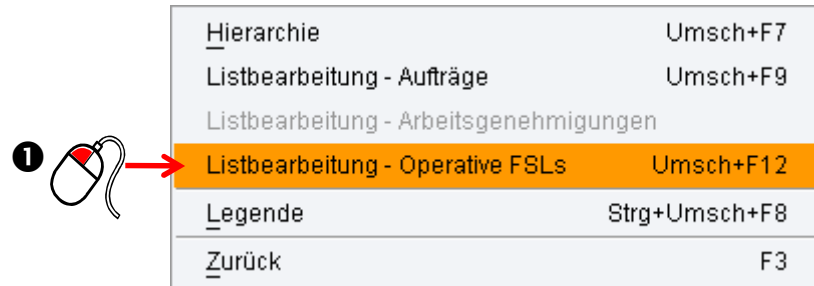 Hierarchie Umsch+F7
Listbearbeitung - Aufträge Umsch+F9
Listbearbeitung - Arbeitsgenehmigungen
❶ Listbearbeitung - Operative FSLs Umsch+F12
Legende Strg+Umsch+F8
Zurück F3